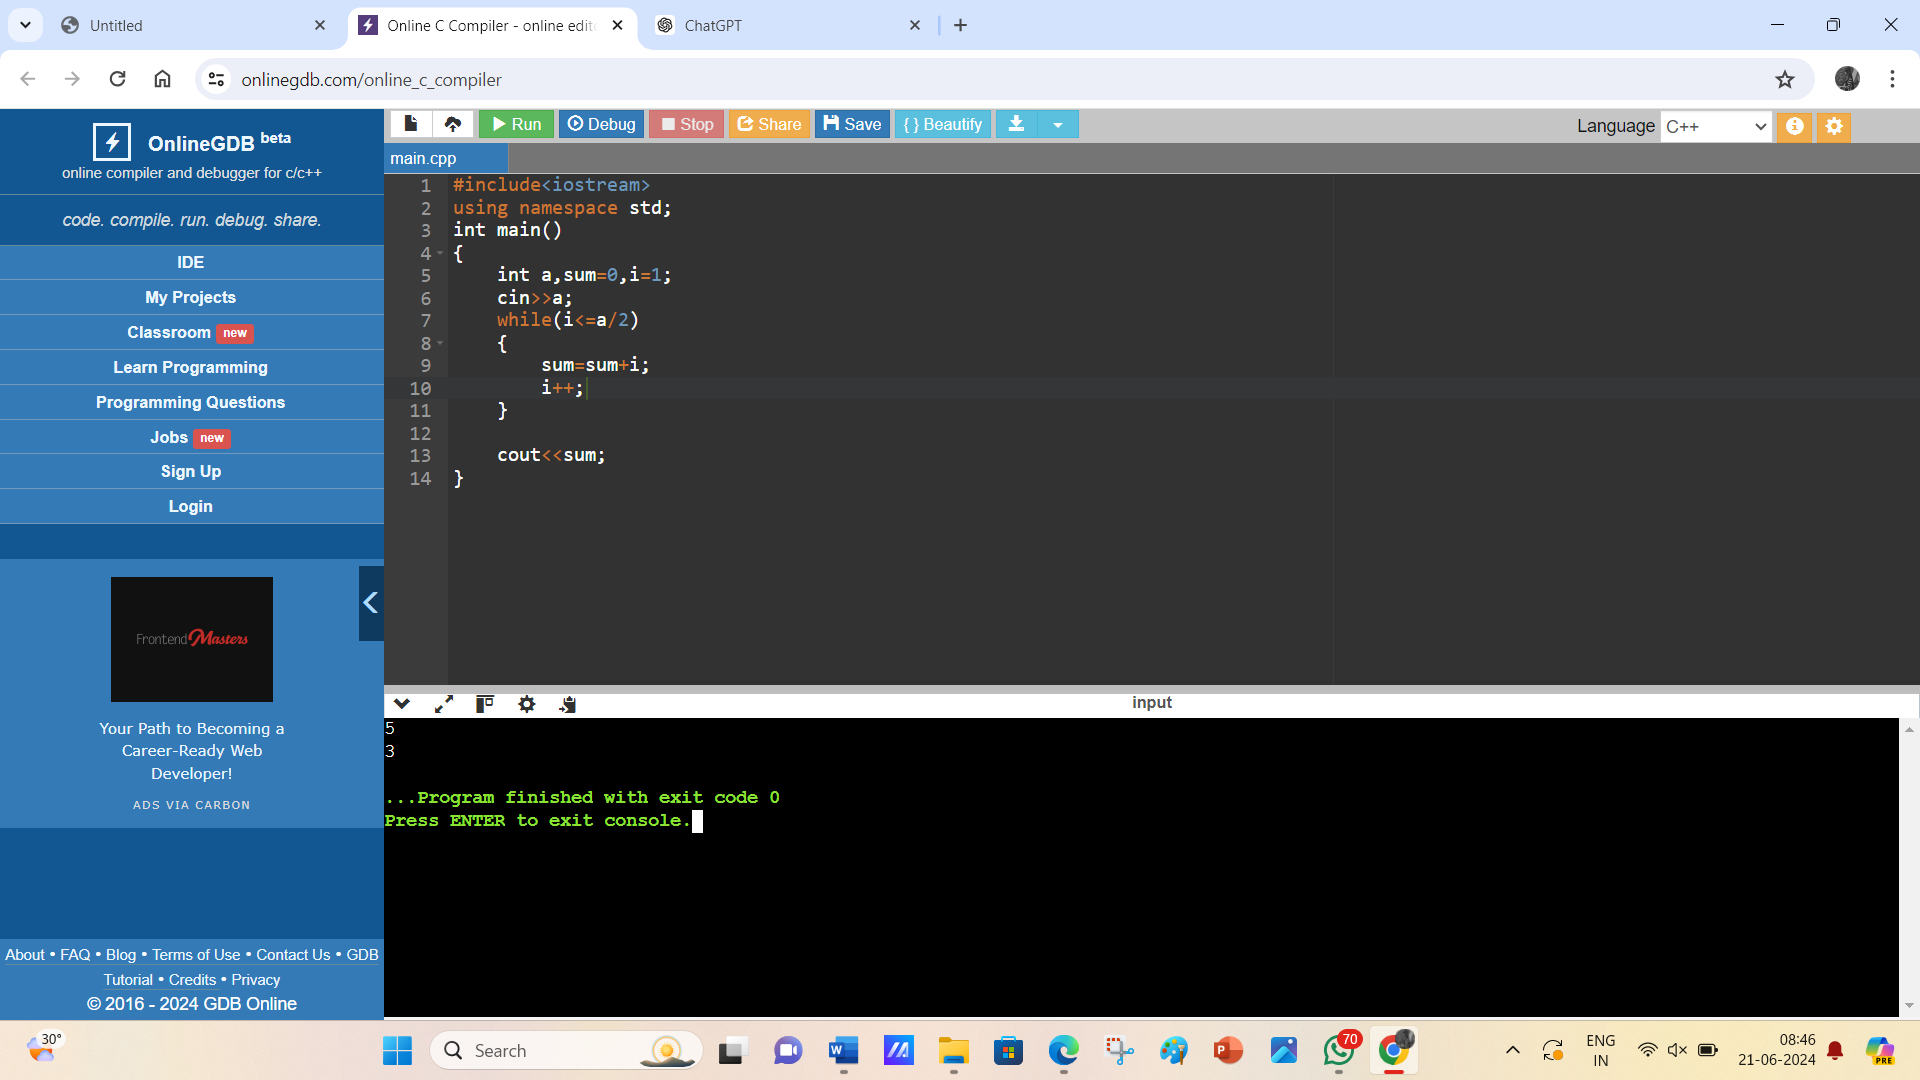 Untitled
Online C Compiler - online edit
ChatGPT
onlinegdb.com/online_c_compiler
OnlineGDB beta
online compiler and debugger for c/c++
code. compile. run. debug. share.
IDE
My Projects
Classroom new
Learn Programming
Programming Questions
Jobs new
Sign Up
Login
Frontend Masters
Your Path to Becoming a
Career-Ready Web
Developer!
ADS VIA CARBON
About • FAQ • Blog • Terms of Use • Contact Us • GDB
Tutorial • Credits • Privacy
© 2016 - 2024 GDB Online
Run Debug Stop Share Save { } Beautify
Language C++
main.cpp
1 #include<iostream>
2 using namespace std;
3 int main()
4 {
5 int a,sum=0,i=1;
6 cin>>a;
7 while(i<=a/2)
8 {
9 sum=sum+i;
10 i++;
11 }
12
13 cout<<sum;
14 }
input
5
3
...Program finished with exit code 0
Press ENTER to exit console.
30°
Search
W
P
70
ENG
IN
08:46
21-06-2024
PRE